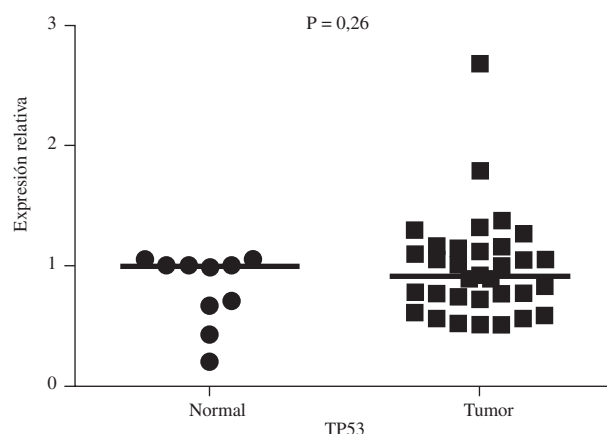 P = 0,26
Expresión relativa
3
2
1
0
Normal
Tumor
TP53